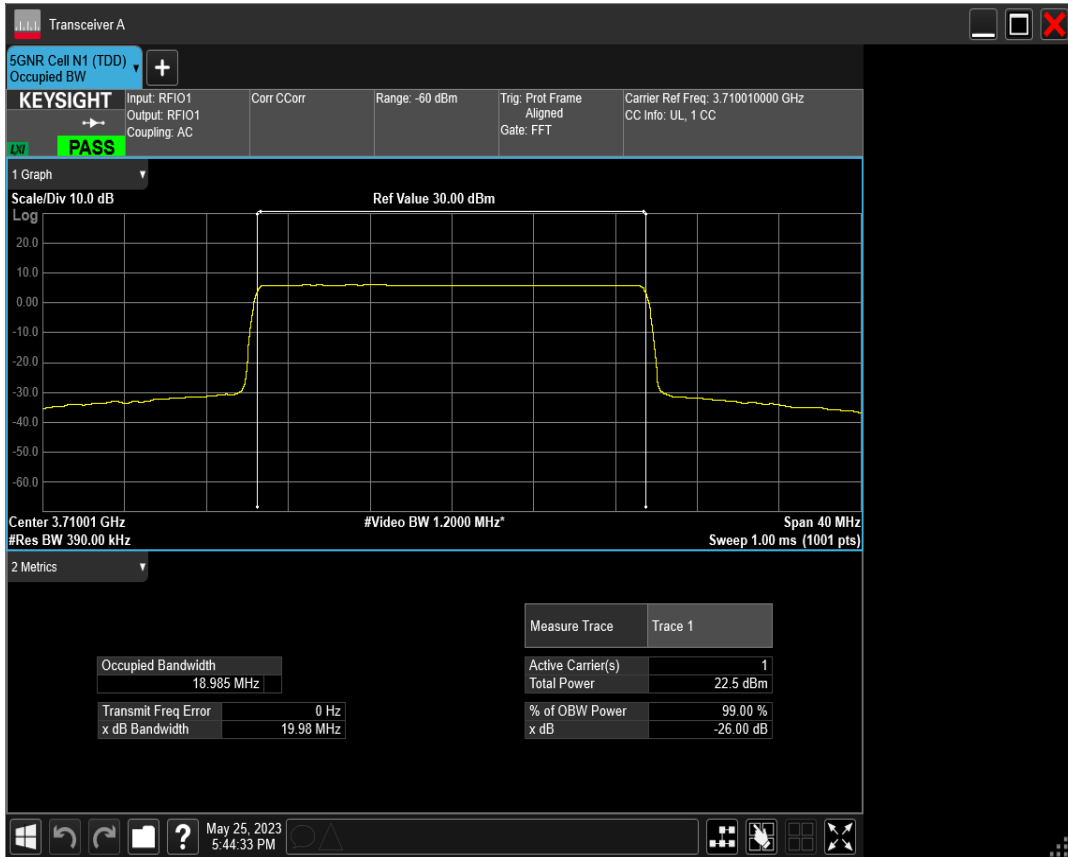 Transceiver A
5GNR Cell N1 (TDD)
Occupied BW
KEYSIGHT
LXI
PASS
Input: RFIO1
Output: RFIO1
Coupling: AC
Corr CCorr
Range: -60 dBm
Trig: Prot Frame
Aligned
Gate: FFT
Carrier Ref Freq: 3.710010000 GHz
CC Info: UL, 1 CC
1 Graph
Scale/Div 10.0 dB
Ref Value 30.00 dBm
Log
20.0
10.0
0.00
-10.0
-20.0
-30.0
-40.0
-50.0
-60.0
Center 3.71001 GHz
#Video BW 1.2000 MHz*
Span 40 MHz
#Res BW 390.00 kHz
Sweep 1.00 ms (1001 pts)
2 Metrics
Measure Trace
Trace 1
Occupied Bandwidth
18.985 MHz
Active Carrier(s)
1
Total Power
22.5 dBm
Transmit Freq Error
0 Hz
x dB Bandwidth
19.98 MHz
% of OBW Power
99.00 %
x dB
-26.00 dB
?
May 25, 2023
5:44:33 PM